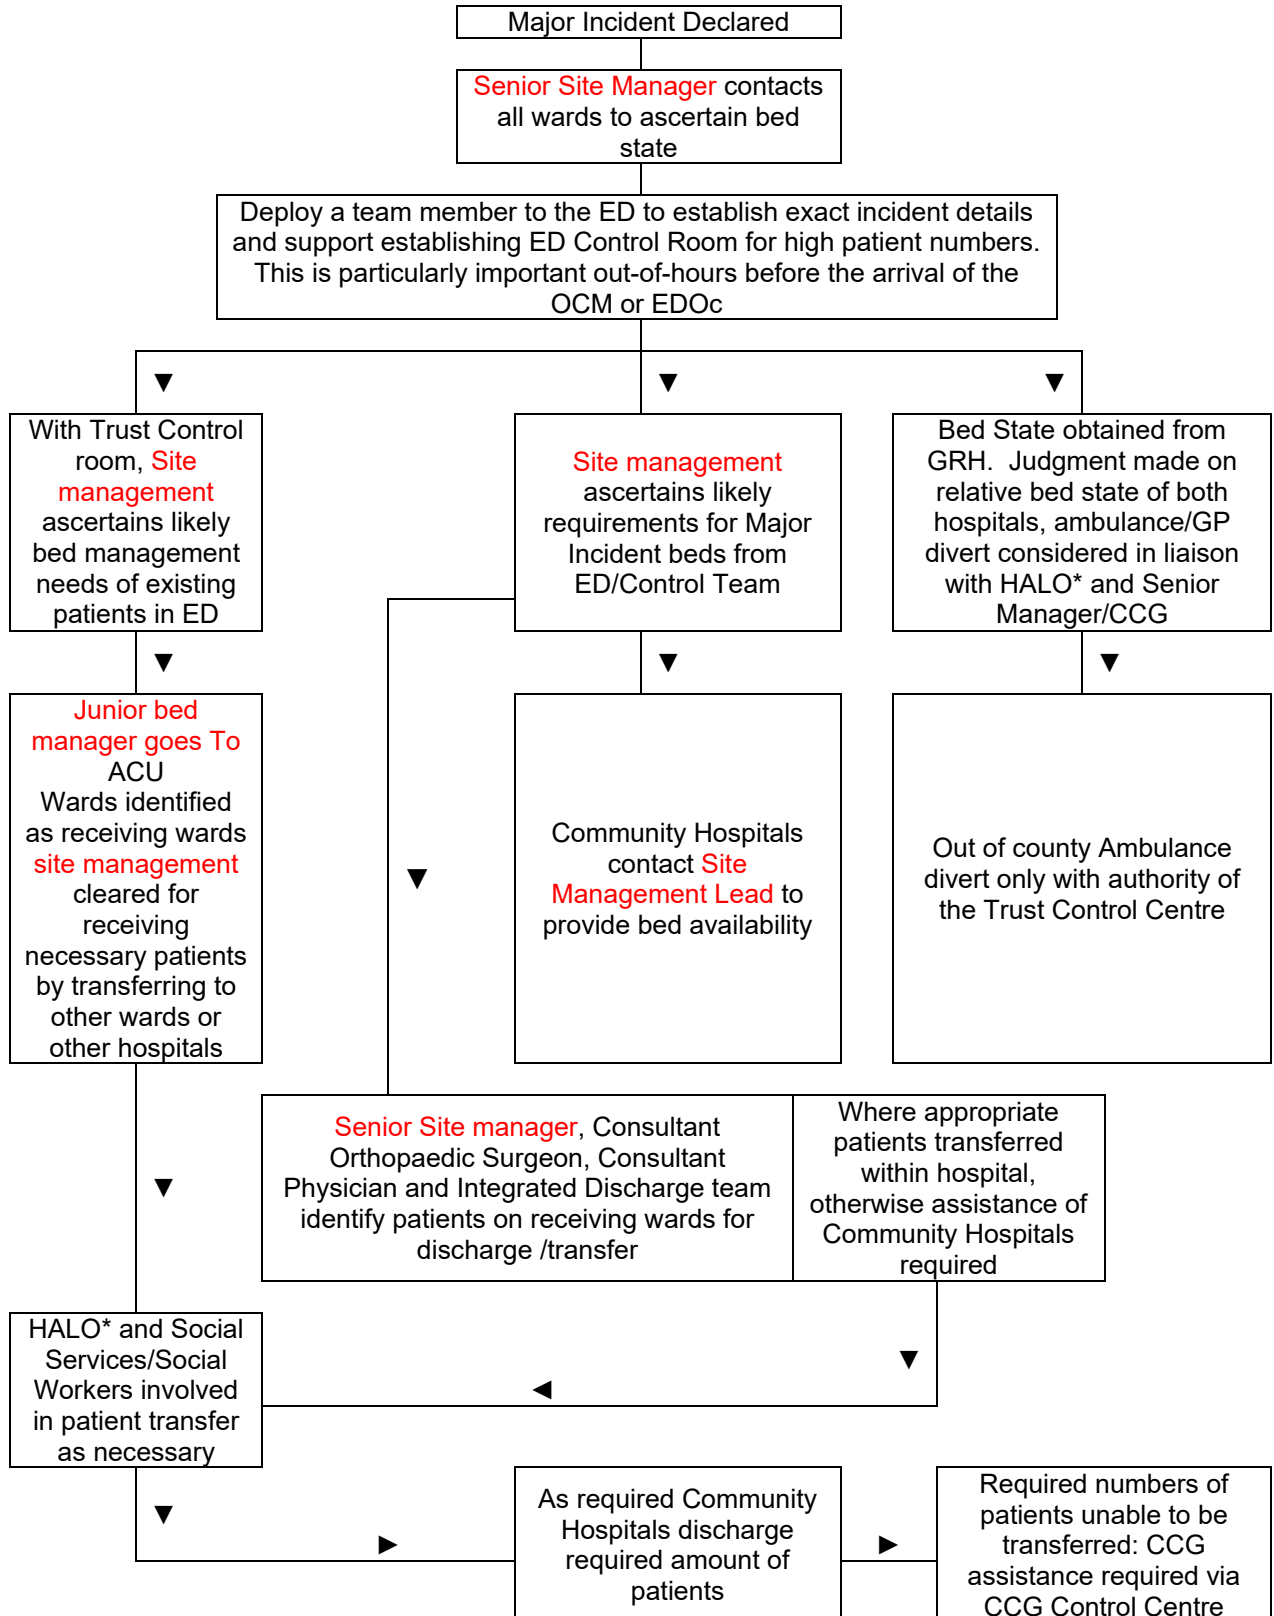 Major Incident Declared
Senior Site Manager contacts
all wards to ascertain bed
state
Deploy a team member to the ED to establish exact incident details
and support establishing ED Control Room for high patient numbers.
This is particularly important out-of-hours before the arrival of the
OCM or EDOc
With Trust Control
room, Site
management
ascertains likely
bed management
needs of existing
patients in ED
Site management
ascertains likely
requirements for Major
Incident beds from
ED/Control Team
Bed State obtained from
GRH.  Judgment made on
relative bed state of both
hospitals, ambulance/GP
divert considered in liaison
with HALO* and Senior
Manager/CCG
Junior bed
manager goes To
ACU
Wards identified
as receiving wards
site management
cleared for
receiving
necessary patients
by transferring to
other wards or
other hospitals
Community Hospitals
contact Site
Management Lead to
provide bed availability
Out of county Ambulance
divert only with authority of
the Trust Control Centre
Senior Site manager, Consultant
Orthopaedic Surgeon, Consultant
Physician and Integrated Discharge team
identify patients on receiving wards for
discharge /transfer
Where appropriate
patients transferred
within hospital,
otherwise assistance of
Community Hospitals
required
HALO* and Social
Services/Social
Workers involved
in patient transfer
as necessary
As required Community
Hospitals discharge
required amount of
patients
Required numbers of
patients unable to be
transferred: CCG
assistance required via
CCG Control Centre